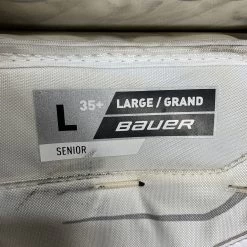 L 35+ LARGE / GRAND
BAUER
SENIOR